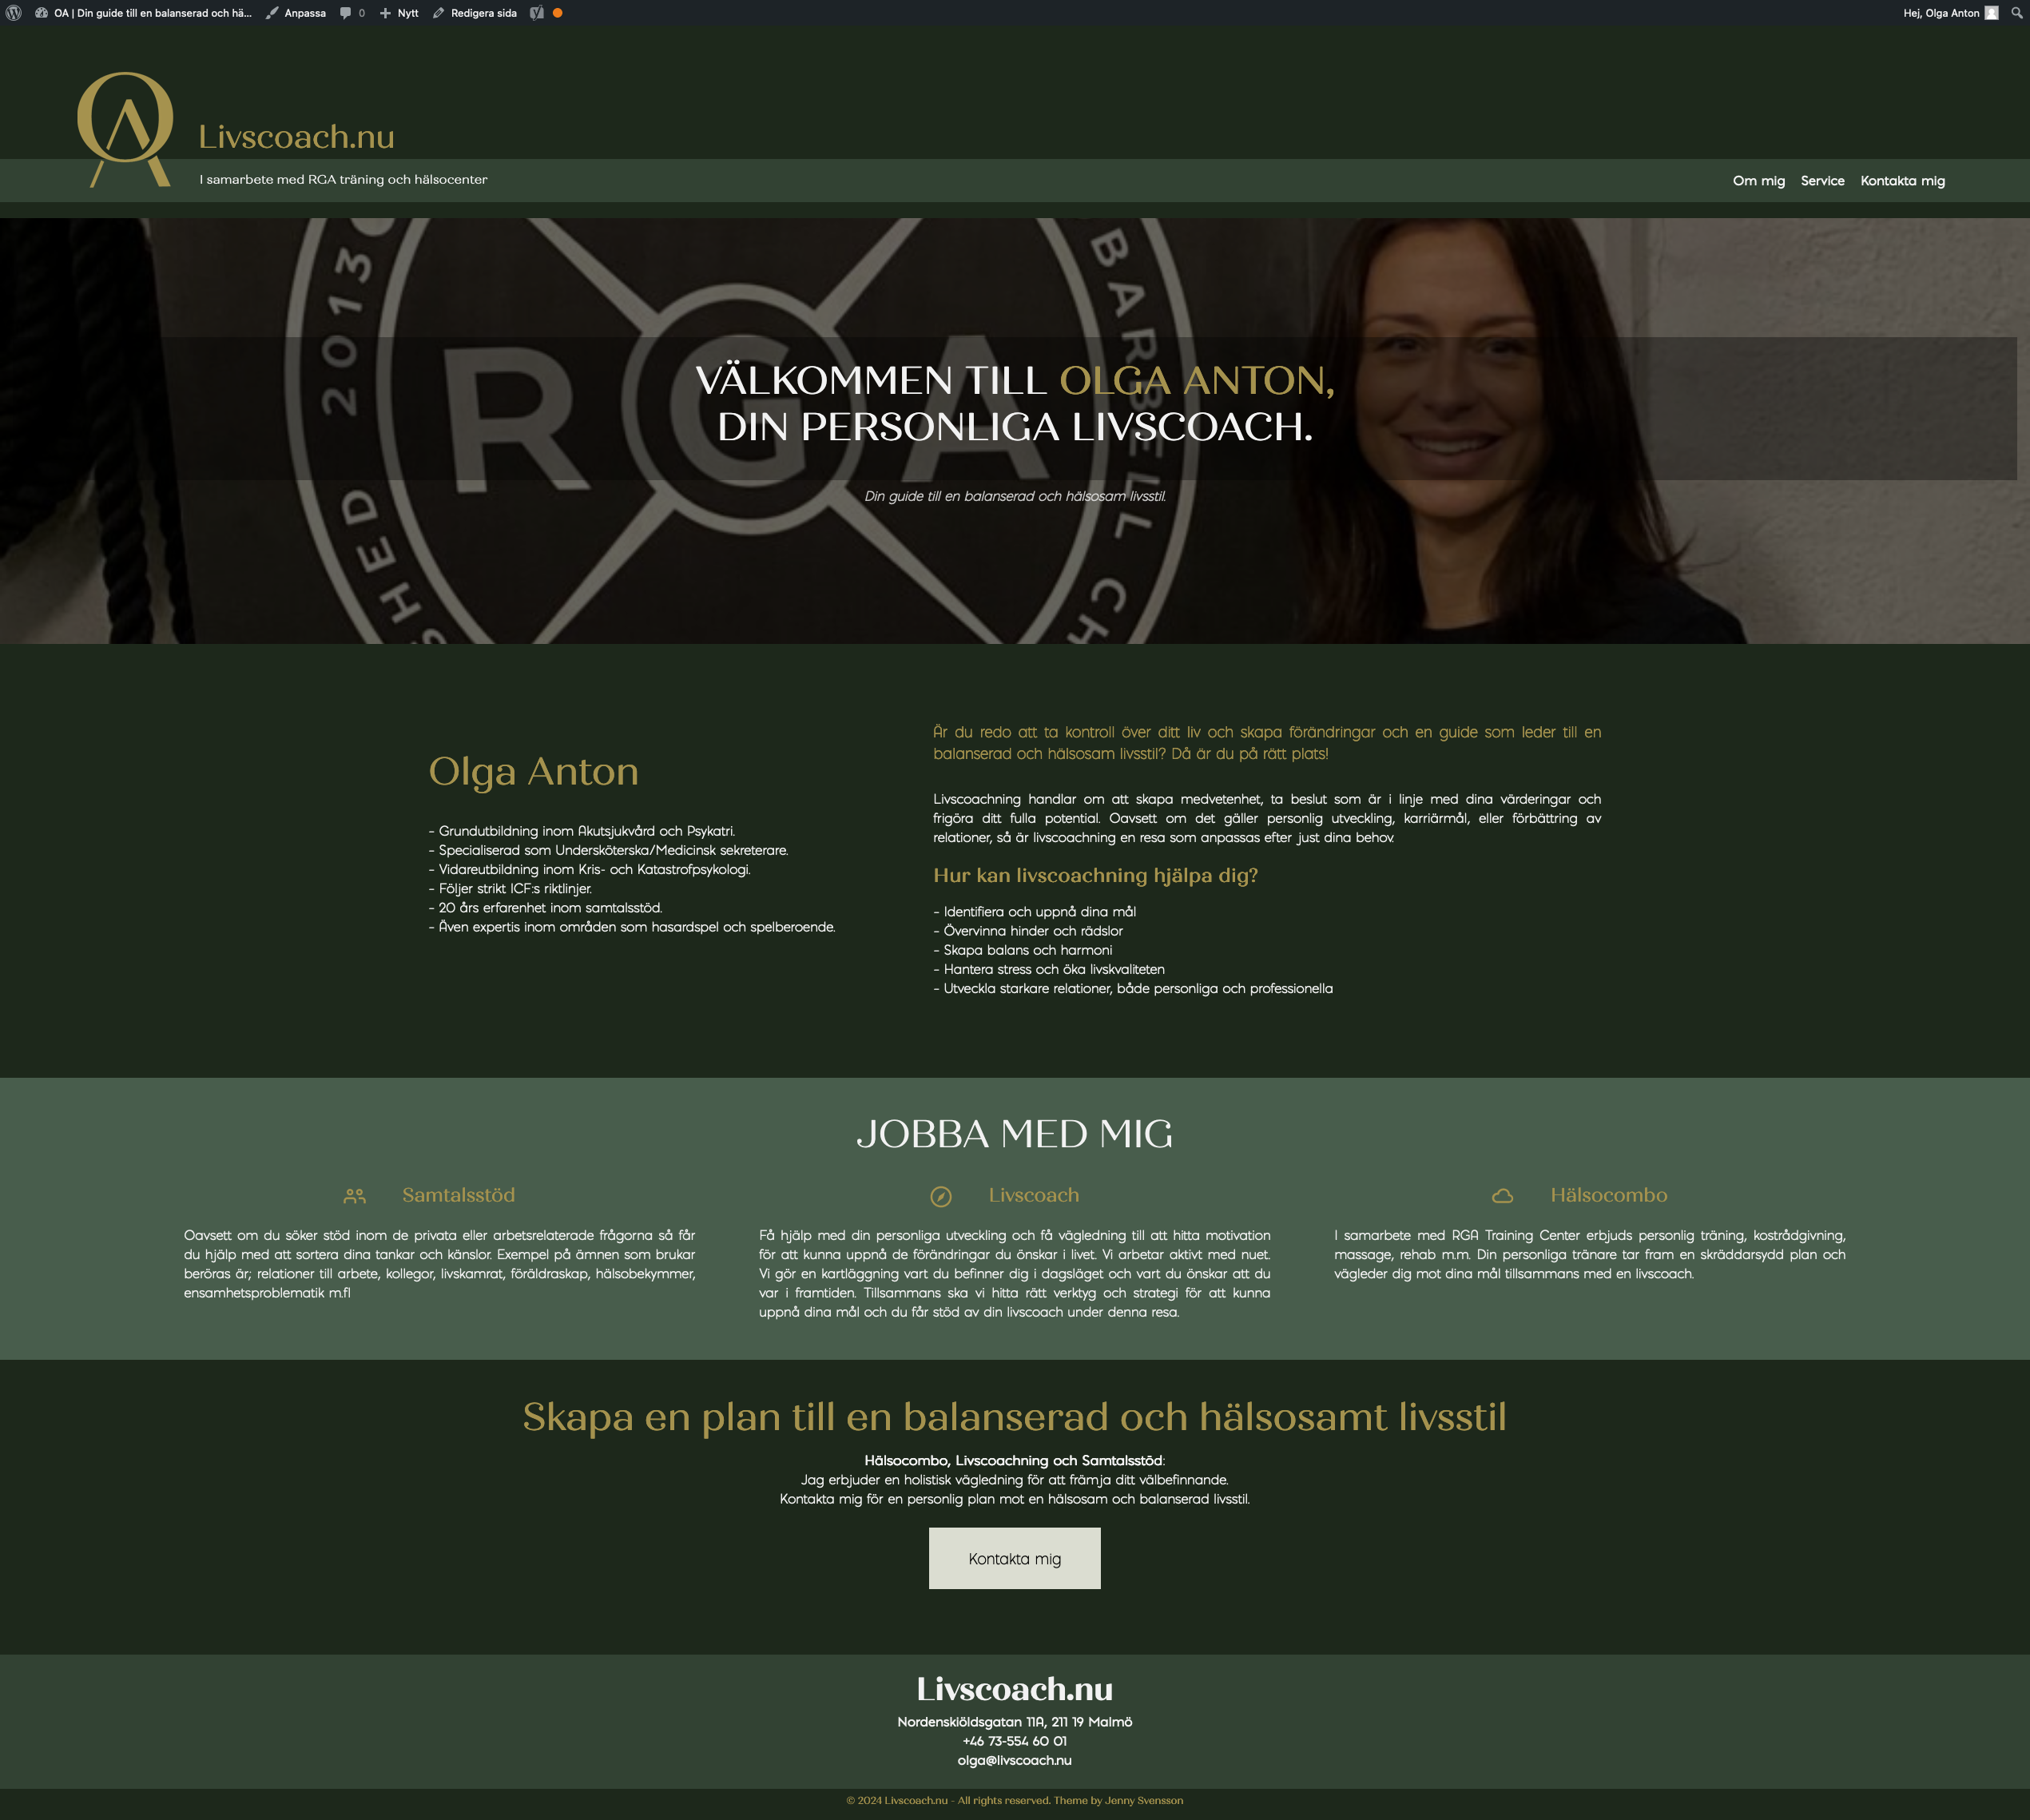 OA | Din guide till en balanserad och hä...
Anpassa
0
Nytt
Redigera sida
Hej, Olga Anton
OA
Livscoach.nu
I samarbete med RGA träning och hälsocenter
Om mig
Service
Kontakta mig
2013
BARBELL CH
SHED
RGA
VÄLKOMMEN TILL OLGA ANTON,
DIN PERSONLIGA LIVSCOACH.
Din guide till en balanserad och hälsosam livsstil.
Olga Anton
- Grundutbildning inom Akutsjukvård och Psykatri.
- Specialiserad som Undersköterska/Medicinsk sekreterare.
- Vidareutbildning inom Kris- och Katastrofpsykologi.
- Följer strikt ICF:s riktlinjer.
- 20 års erfarenhet inom samtalsstöd.
- Även expertis inom områden som hasardspel och spelberoende.
Är du redo att ta kontroll över ditt liv och skapa förändringar och en guide som leder till en
balanserad och hälsosam livsstil? Då är du på rätt plats!
Livscoachning handlar om att skapa medvetenhet, ta beslut som är i linje med dina värderingar och
frigöra ditt fulla potential. Oavsett om det gäller personlig utveckling, karriärmål, eller förbättring av
relationer, så är livscoachning en resa som anpassas efter just dina behov.
Hur kan livscoachning hjälpa dig?
- Identifiera och uppnå dina mål
- Övervinna hinder och rädslor
- Skapa balans och harmoni
- Hantera stress och öka livskvaliteten
- Utveckla starkare relationer, både personliga och professionella
JOBBA MED MIG
Samtalsstöd
Oavsett om du söker stöd inom de privata eller arbetsrelaterade frågorna så får
du hjälp med att sortera dina tankar och känslor. Exempel på ämnen som brukar
beröras är; relationer till arbete, kollegor, livskamrat, föräldraskap, hälsobekymmer,
ensamhetsproblematik m.fl
Livscoach
Få hjälp med din personliga utveckling och få vägledning till att hitta motivation
för att kunna uppnå de förändringar du önskar i livet. Vi arbetar aktivt med nuet.
Vi gör en kartläggning vart du befinner dig i dagsläget och vart du önskar att du
var i framtiden. Tillsammans ska vi hitta rätt verktyg och strategi för att kunna
uppnå dina mål och du får stöd av din livscoach under denna resa.
Hälsocombo
I samarbete med RGA Training Center erbjuds personlig träning, kostrådgivning,
massage, rehab m.m. Din personliga tränare tar fram en skräddarsydd plan och
vägleder dig mot dina mål tillsammans med en livscoach.
Skapa en plan till en balanserad och hälsosamt livsstil
Hälsocombo, Livscoachning och Samtalsstöd:
Jag erbjuder en holistisk vägledning för att främja ditt välbefinnande.
Kontakta mig för en personlig plan mot en hälsosam och balanserad livsstil.
Kontakta mig
Livscoach.nu
Nordenskiöldsgatan 11A, 211 19 Malmö
+46 73-554 60 01
olga@livscoach.nu
© 2024 Livscoach.nu - All rights reserved. Theme by Jenny Svensson